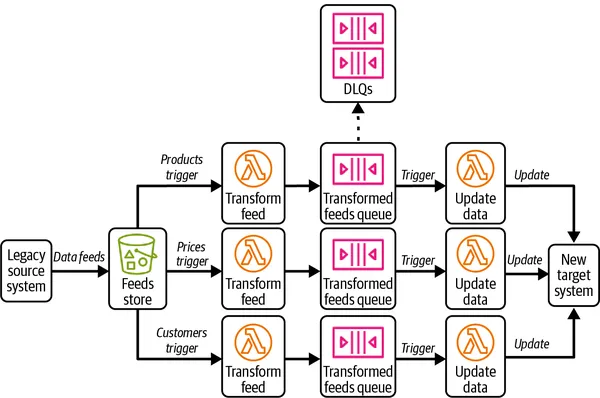 DLQs
Products
trigger
Transform
feed
Transformed
feeds queue
Trigger
Update
data
Update
Legacy
source
system
Data feeds
Feeds
store
Prices
trigger
Transform
feed
Transformed
feeds queue
Trigger
Update
data
Update
New
target
system
Customers
trigger
Transform
feed
Transformed
feeds queue
Trigger
Update
data
Update